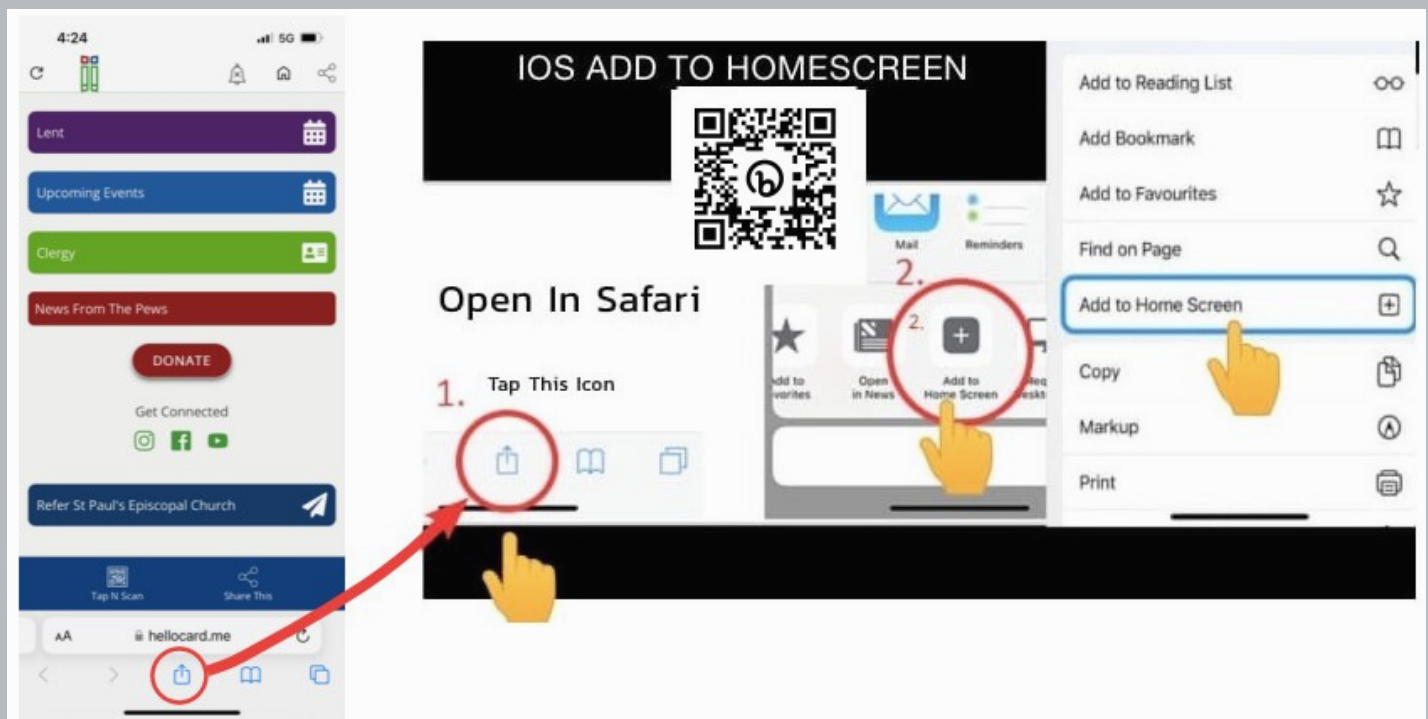 4:24
5G
Lent
Upcoming Events
Clergy
News From The Pews
DONATE
Get Connected
Refer St Paul's Episcopal Church
Tap N Scan
Share This
AA
hellocard.me
IOS ADD TO HOMESCREEN
Open In Safari
1.
Tap This Icon
Mail
Reminders
2.
2.
Open
in News
Add to
Home Screen
Add to Reading List
Add Bookmark
Add to Favourites
Find on Page
Add to Home Screen
Copy
Markup
Print